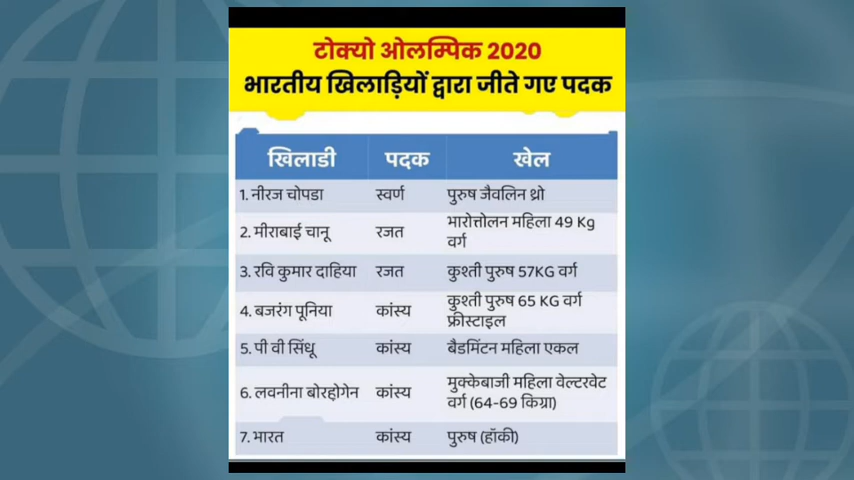 टोक्यो ओलम्पिक 2020
भारतीय खिलाड़ियों द्वारा जीते गए पदक
खिलाडी पदक खेल
1. नीरज चोपडा स्वर्ण पुरुष जैवलिन थ्रो
2. मीराबाई चानू रजत भारोत्तोलन महिला 49 Kg
वर्ग
3. रवि कुमार दाहिया रजत कुश्ती पुरुष 57KG वर्ग
4. बजरंग पूनिया कांस्य कुश्ती पुरुष 65 KG वर्ग
फ्रीस्टाइल
5. पी वी सिंधू कांस्य बैडमिंटन महिला एकल
6. लवनीना बोरहोगेन कांस्य मुक्केबाजी महिला वेल्टरवेट
वर्ग (64-69 किग्रा)
7. भारत कांस्य पुरुष (हॉकी)